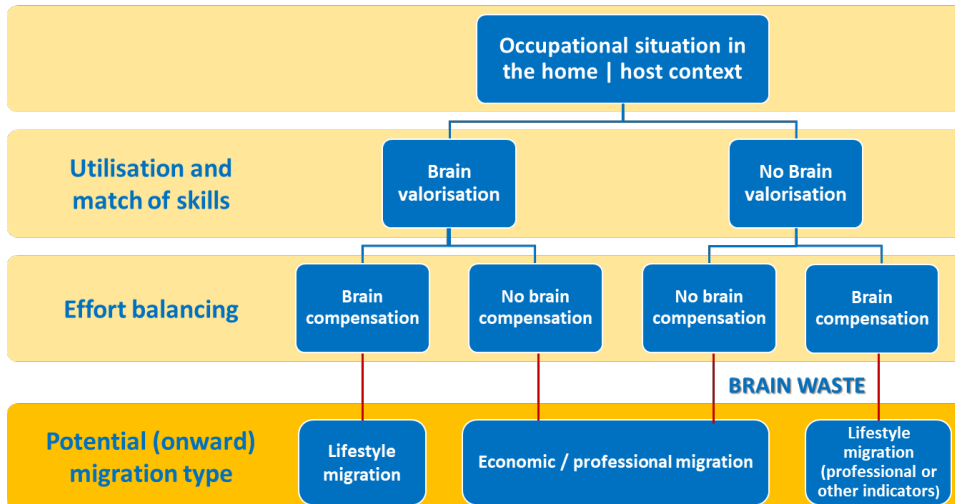 Occupational situation in
the home | host context
Utilisation and
match of skills
Brain
valorisation
No Brain
valorisation
Effort balancing
Brain
compensation
No brain
compensation
No brain
compensation
Brain
compensation
BRAIN WASTE
Potential (onward)
migration type
Lifestyle
migration
Economic / professional migration
Lifestyle
migration
(professional or
other indicators)